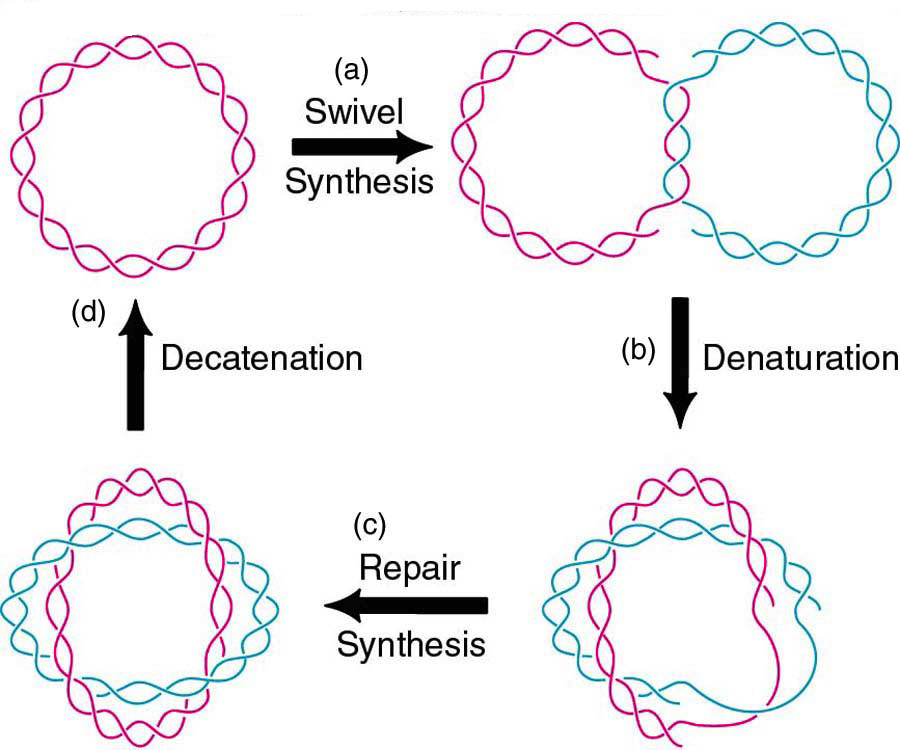 (a)
Swivel
Synthesis
(d)
Decatenation
(b)
Denaturation
(c)
Repair
Synthesis